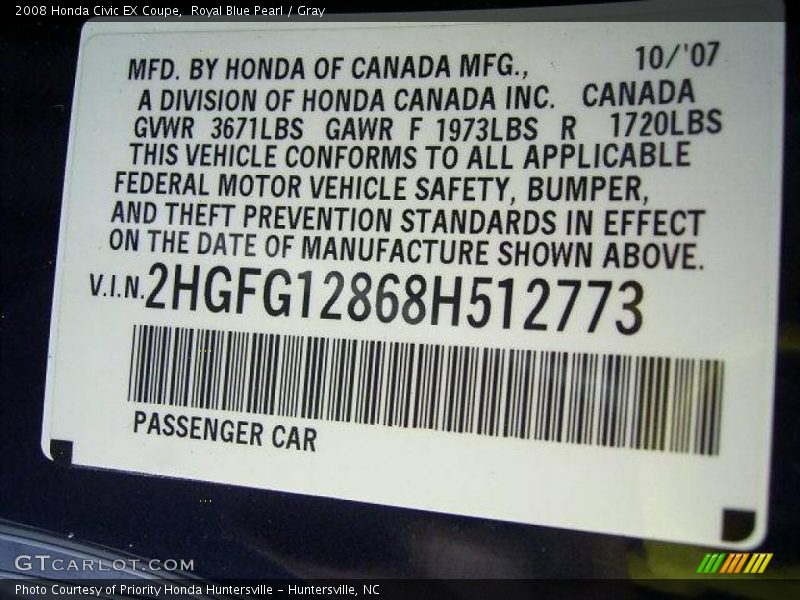 2008 Honda Civic EX Coupe,  Royal Blue Pearl / Gray
MFD. BY HONDA OF CANADA MFG.,   10/'07
A DIVISION OF HONDA CANADA INC.   CANADA
GVWR 3671LBS  GAWR F 1973LBS  R  1720LBS
THIS VEHICLE CONFORMS TO ALL APPLICABLE
FEDERAL MOTOR VEHICLE SAFETY, BUMPER,
AND THEFT PREVENTION STANDARDS IN EFFECT
ON THE DATE OF MANUFACTURE SHOWN ABOVE.
V.I.N. 2HGFG12868H512773
PASSENGER CAR
GTCARLOT.COM
Photo Courtesy of Priority Honda Huntersville - Huntersville, NC